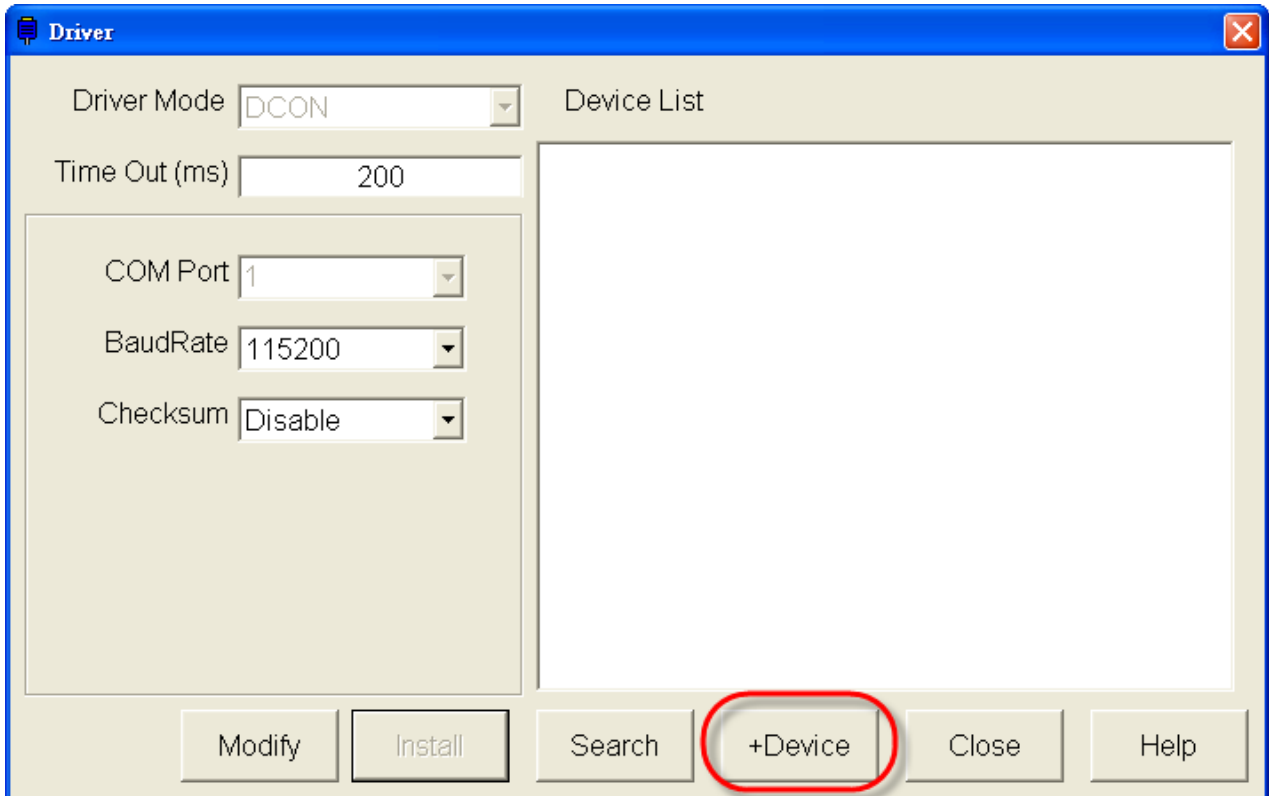 Driver
Driver Mode DCON
Time Out (ms) 200
COM Port 1
BaudRate 115200
Checksum Disable
Device List
Modify Install Search +Device Close Help